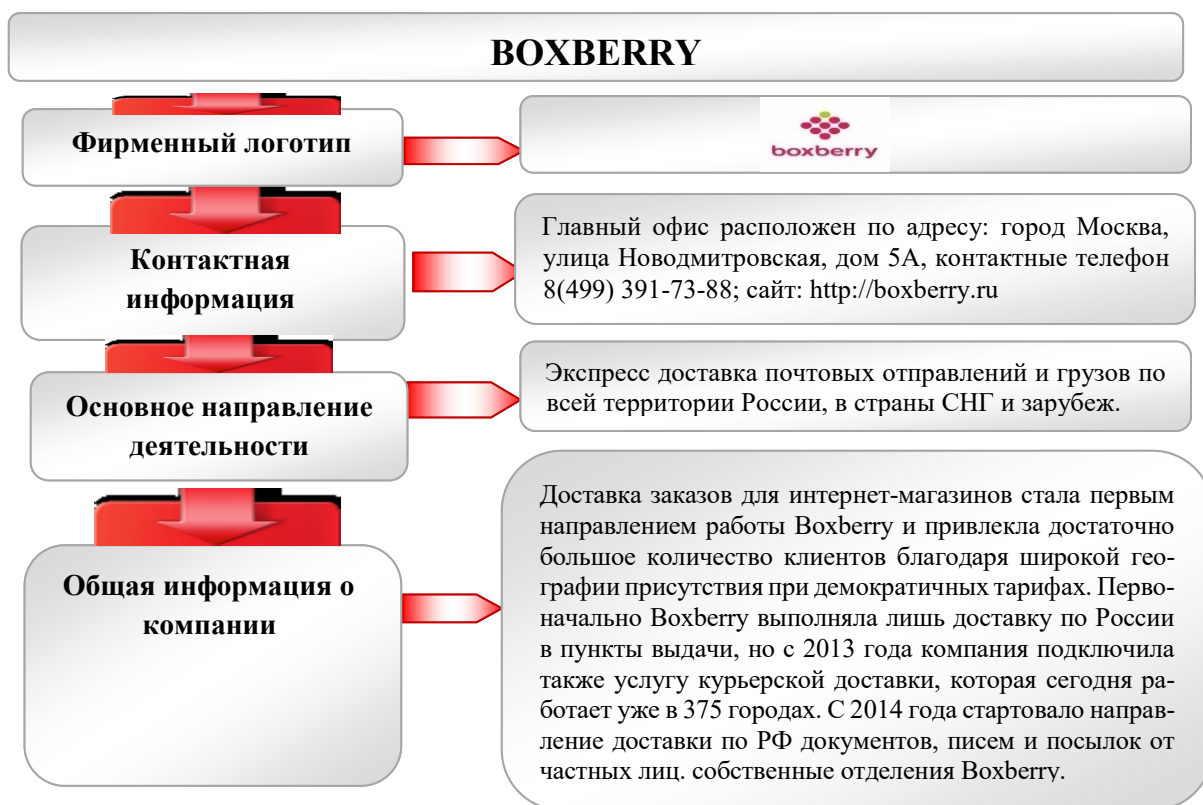 BOXBERRY
Фирменный логотип
boxberry
Контактная
информация
Главный офис расположен по адресу: город Москва,
улица Новодмитровская, дом 5А, контактные телефон
8(499) 391-73-88; сайт: http://boxberry.ru
Основное направление
деятельности
Экспресс доставка почтовых отправлений и грузов по
всей территории России, в страны СНГ и зарубеж.
Общая информация о
компании
Доставка заказов для интернет-магазинов стала первым
направлением работы Boxberry и привлекла достаточно
большое количество клиентов благодаря широкой гео-
графии присутствия при демократичных тарифах. Перво-
начально Boxberry выполняла лишь доставку по России
в пункты выдачи, но с 2013 года компания подключила
также услугу курьерской доставки, которая сегодня ра-
ботает уже в 375 городах. С 2014 года стартовало направ-
ление доставки по РФ документов, писем и посылок от
частных лиц. собственные отделения Boxberry.